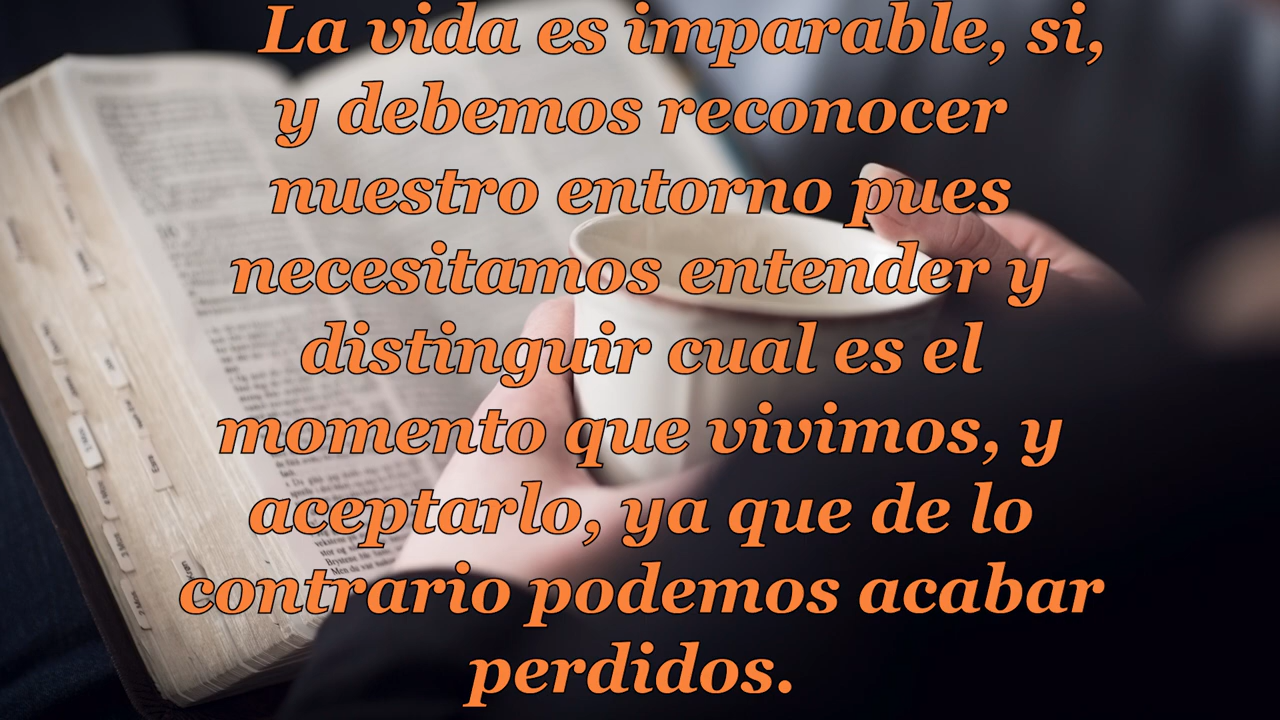 La vida es imparable, si,
y debemos reconocer
nuestro entorno pues
necesitamos entender y
distinguir cual es el
momento que vivimos, y
aceptarlo, ya que de lo
contrario podemos acabar
perdidos.